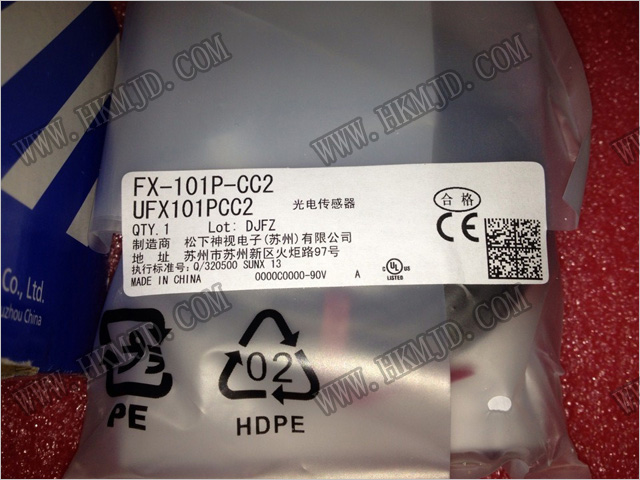 WWW.HKMJD.COM
WWW.HKMJD.COM
FX-101P-CC2
UFX101PCC2
光电传感器
合格
QTY.1 Lot: DJFZ
制造商 松下神视电子(苏州)有限公司
地 址 苏州市苏州新区火炬路97号
执行标准号: Q/320500 SUNX 13
MADE IN CHINA 0000C0000-90V A
CE
C UL US
LISTED
Co., Ltd.
uzhou China
PE
02
HDPE
WWW.HKMJD.COM
WWW.HKMJD.COM